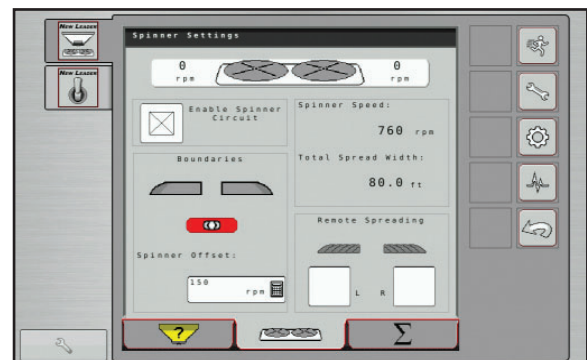 New Leader
Spinner Settings
0
rpm
0
rpm
New Leader
Enable Spinner
Circuit
Spinner Speed:
760 rpm
Boundaries
Total Spread Width:
80.0 ft
Remote Spreading
Spinner Offset:
150
rpm
L R
?
Σ